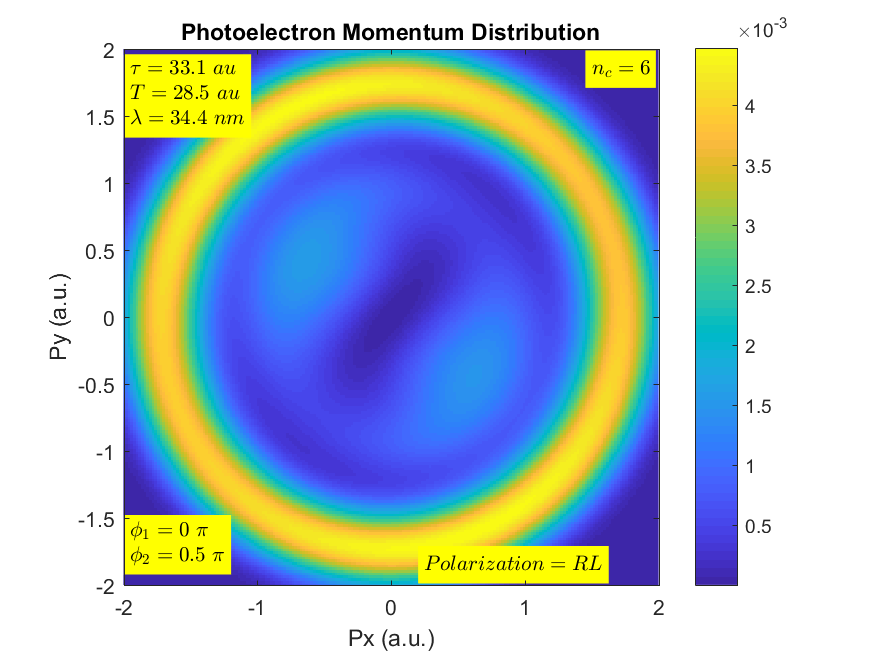 Photoelectron Momentum Distribution
×10^-3
τ = 33.1 au
T = 28.5 au
λ = 34.4 nm
n_c = 6
ϕ_1 = 0 π
ϕ_2 = 0.5 π
Polarization = RL
2
1.5
1
0.5
0
-0.5
-1
-1.5
-2
Py (a.u.)
-2
-1
0
1
2
Px (a.u.)
4
3.5
3
2.5
2
1.5
1
0.5